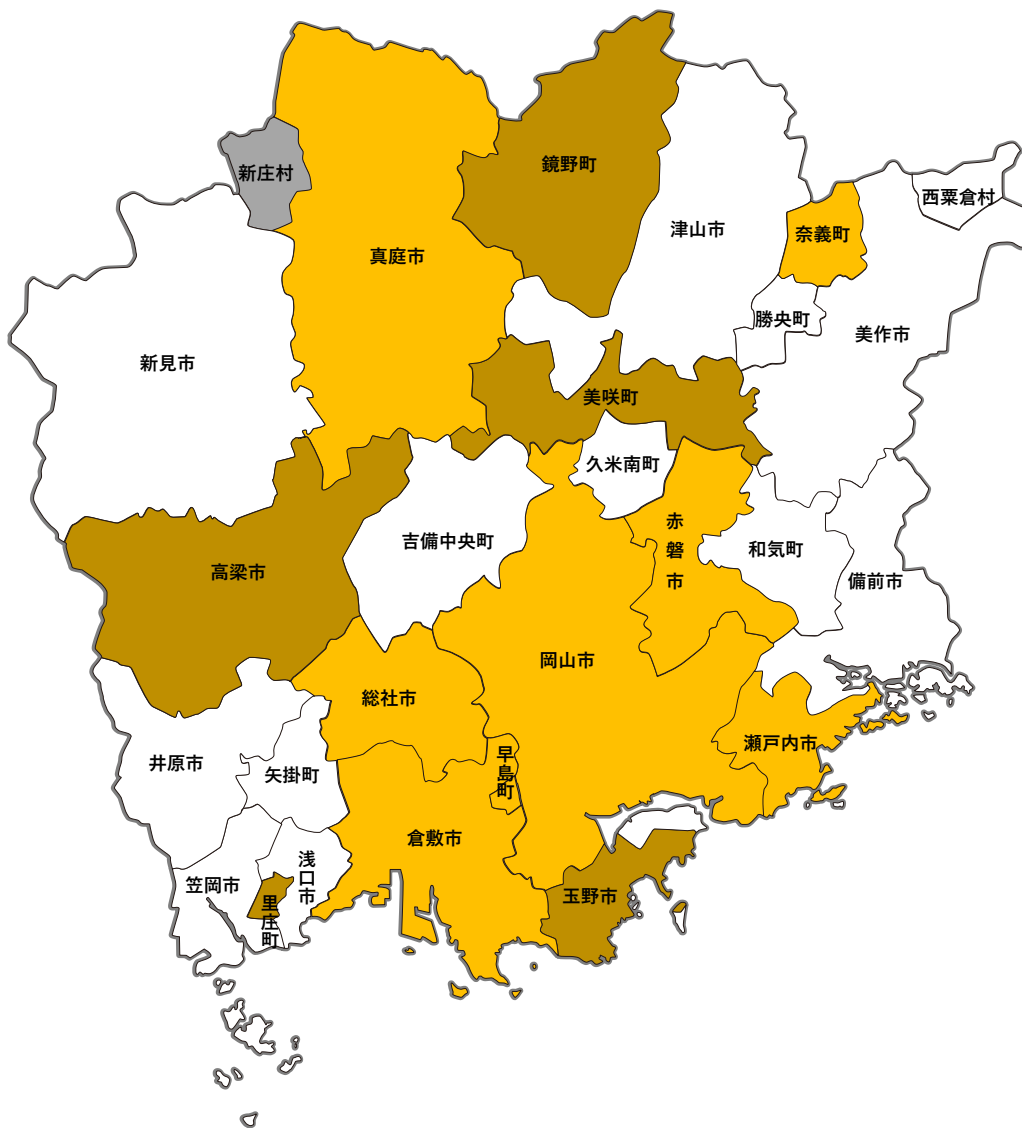 鏡野町
新庄村
西粟倉村
津山市
奈義町
真庭市
勝央町
美作市
新見市
美咲町
久米南町
赤磐市
吉備中央町
和気町
高梁市
備前市
岡山市
総社市
瀬戸内市
早島町
井原市
矢掛町
倉敷市
浅口市
笠岡市
玉野市
里庄町